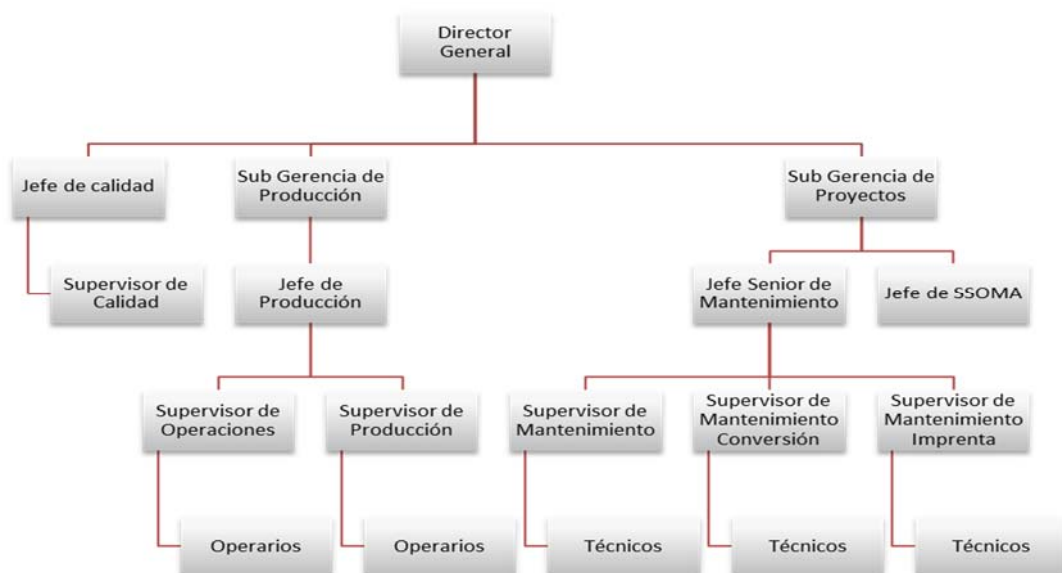 Director
General
Jefe de calidad
Sub Gerencia de
Producción
Sub Gerencia de
Proyectos
Supervisor de
Calidad
Jefe de
Producción
Jefe Senior de
Mantenimiento
Jefe de SSOMA
Supervisor de
Operaciones
Supervisor de
Producción
Supervisor de
Mantenimiento
Supervisor de
Mantenimiento
Conversión
Supervisor de
Mantenimiento
Imprenta
Operarios
Operarios
Técnicos
Técnicos
Técnicos